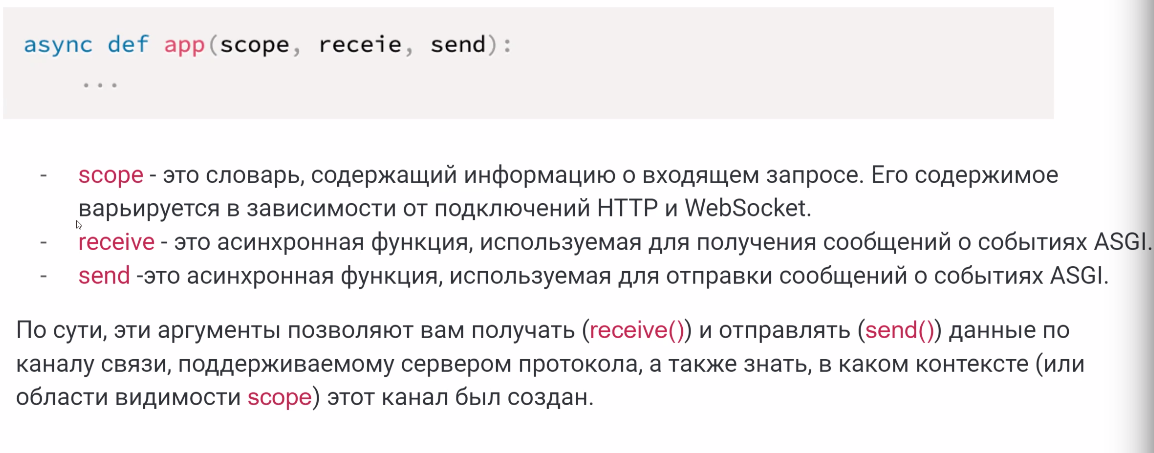 async def app(scope, receie, send):
...
- scope - это словарь, содержащий информацию о входящем запросе. Его содержимое
варьируется в зависимости от подключений HTTP и WebSocket.
- receive - это асинхронная функция, используемая для получения сообщений о событиях ASGI.
- send -это асинхронная функция, используемая для отправки сообщений о событиях ASGI.
По сути, эти аргументы позволяют вам получать (receive()) и отправлять (send()) данные по
каналу связи, поддерживаемому сервером протокола, а также знать, в каком контексте (или
области видимости scope) этот канал был создан.